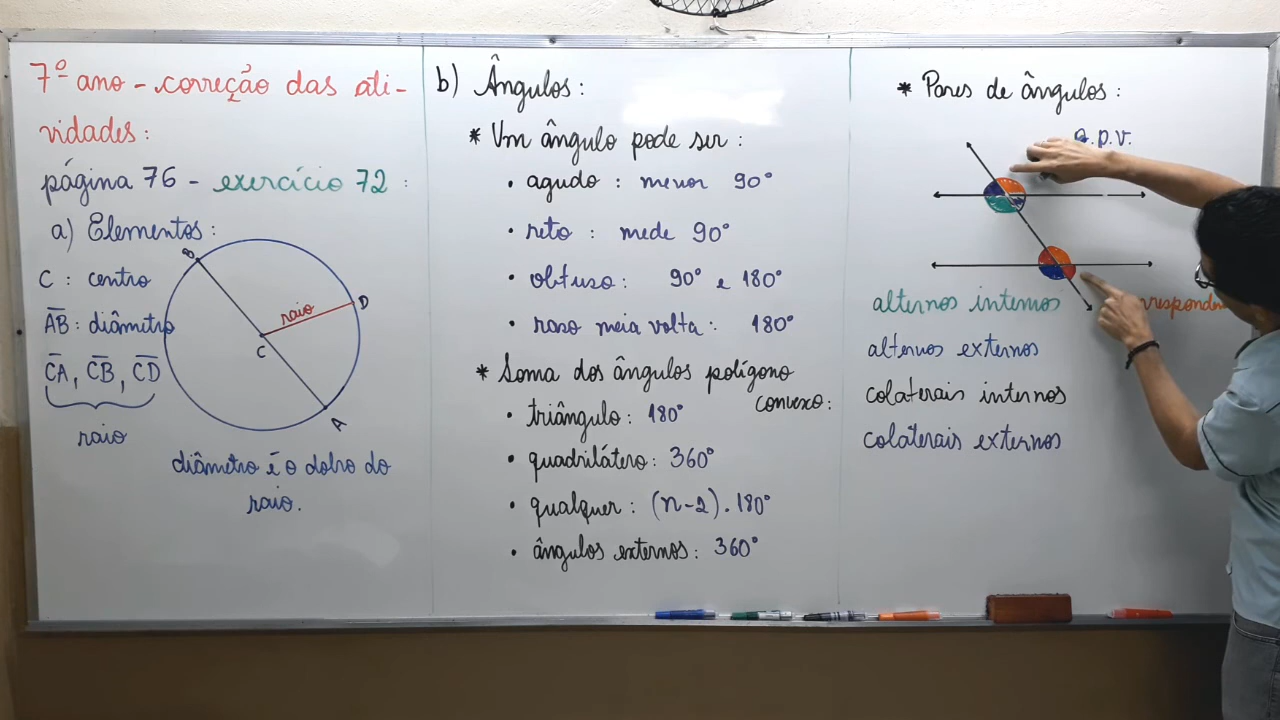 7º ano - correção das ati-
vidades:
página 76 - exercício 72 :
a) Elementos:
C : centro
AB : diâmetro
CA, CB, CD
raio
B
raio
D
C
A
diâmetro é o dobro do
raio.
b) Ângulos:
* Um ângulo pode ser :
• agudo : menor 90°
• reto : mede 90°
• obtuso : 90° e 180°
• raso meia volta : 180°
* Soma dos ângulos polígono
convexo :
• triângulo : 180°
• quadrilátero : 360°
• qualquer : (n-2) . 180°
• ângulos externos : 360°
* Pares de ângulos :
.p.v.
alternos internos
alternos externos
colaterais internos
colaterais externos